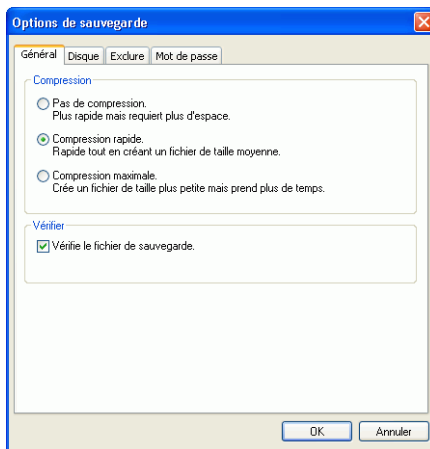 Options de sauvegarde
Général Disque Exclure Mot de passe
Compression
Pas de compression.
Plus rapide mais requiert plus d'espace.
Compression rapide.
Rapide tout en créant un fichier de taille moyenne.
Compression maximale.
Crée un fichier de taille plus petite mais prend plus de temps.
Vérifier
Vérifie le fichier de sauvegarde.
OK Annuler